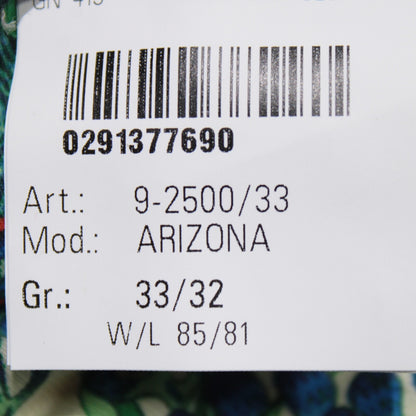 0291377690
Art.: 9-2500/33
Mod.: ARIZONA
Gr.: 33/32
W/L 85/81